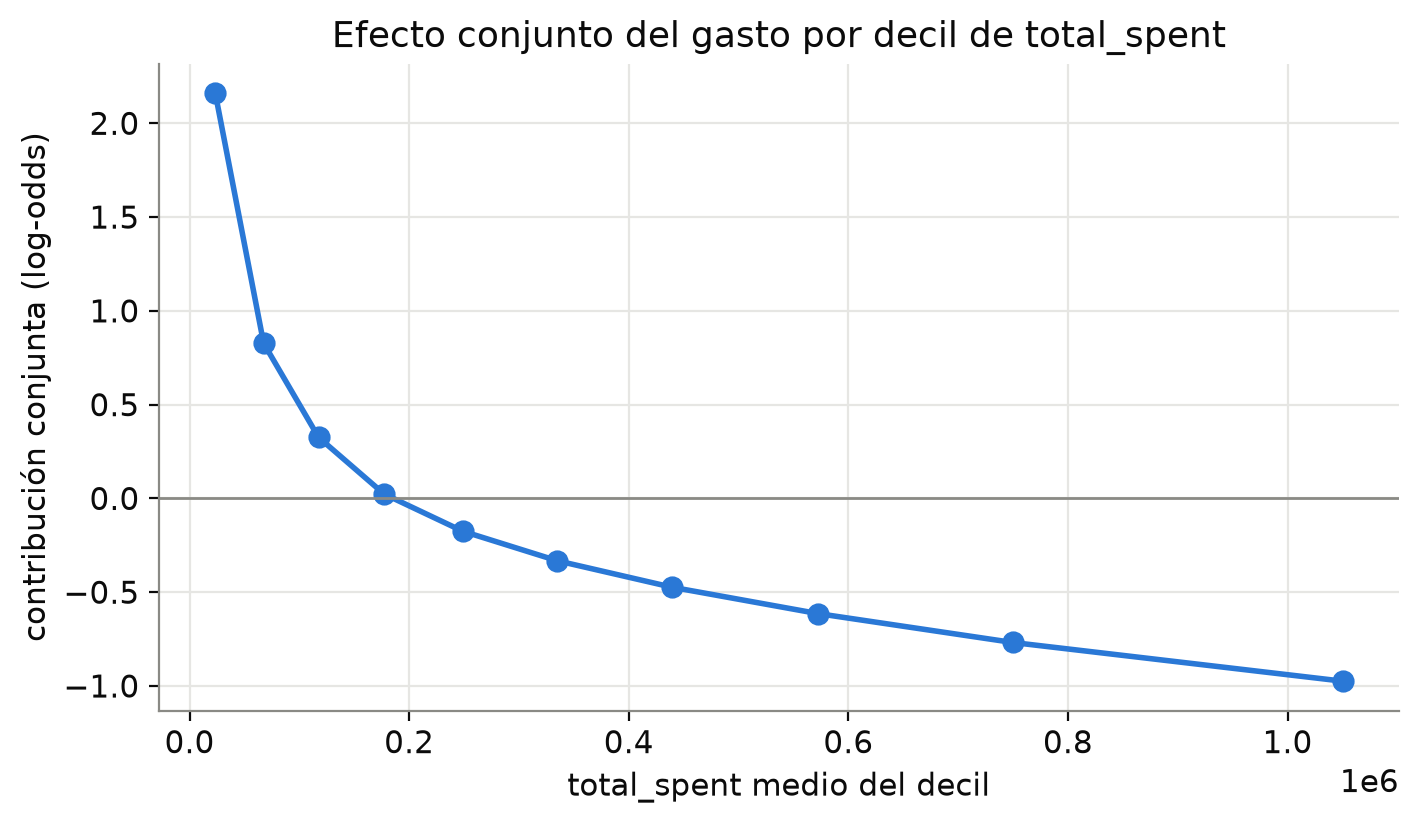 Efecto conjunto del gasto por decil de total_spent
contribución conjunta (log-odds)
2.0
1.5
1.0
0.5
0.0
−0.5
−1.0
0.0 0.2 0.4 0.6 0.8 1.0
1e6
total_spent medio del decil